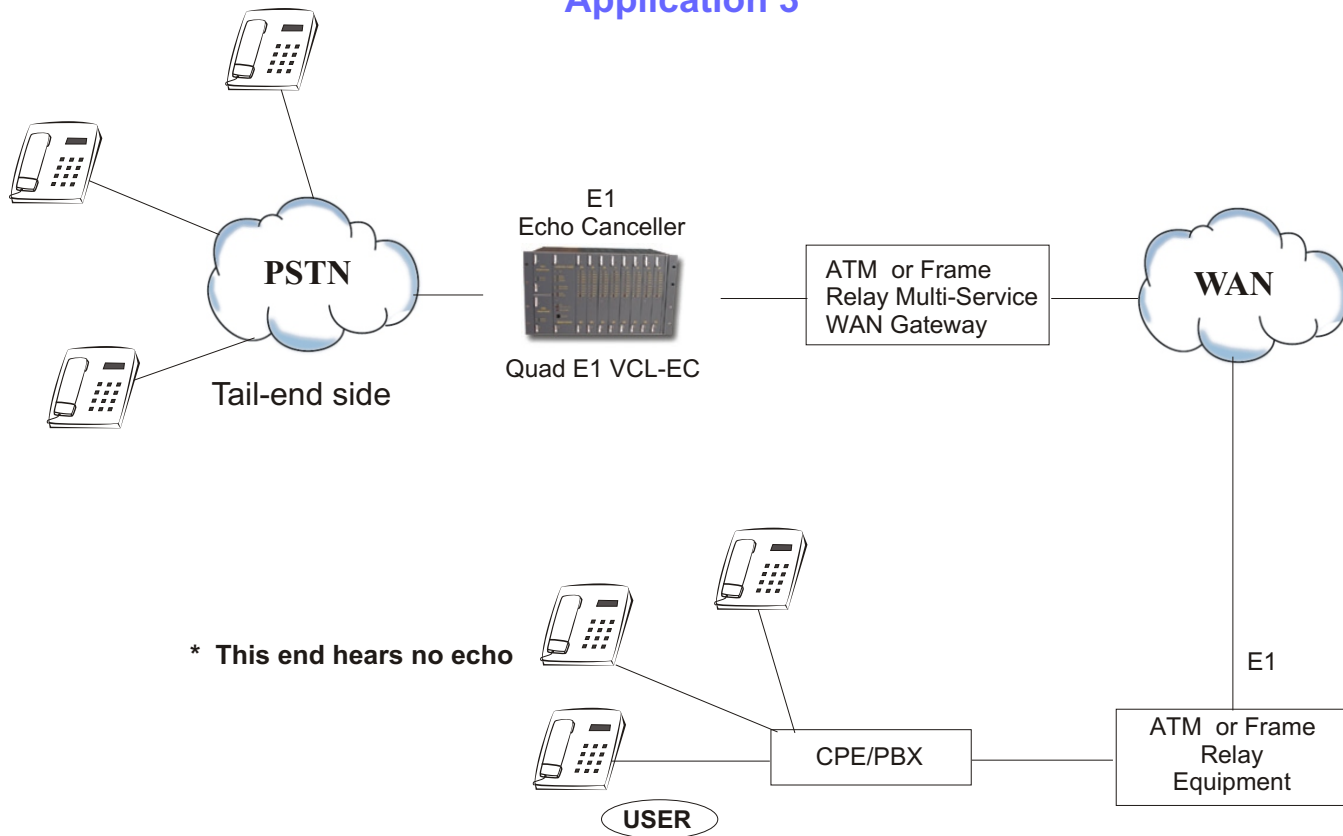 Application 3
E1
Echo Canceller
PSTN
ATM or Frame
Relay Multi-Service
WAN Gateway
WAN
Quad E1 VCL-EC
Tail-end side
* This end hears no echo
E1
CPE/PBX
ATM or Frame
Relay
Equipment
USER